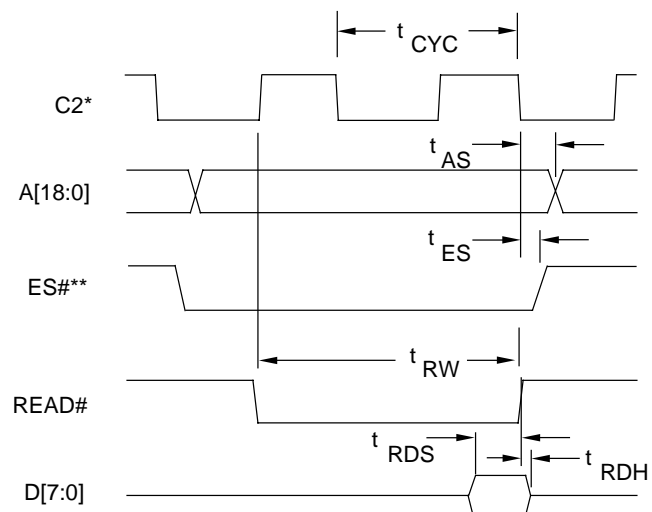 t CYC
C2*
t AS
A[18:0]
t ES
ES#**
t RW
READ#
t RDS
t RDH
D[7:0]